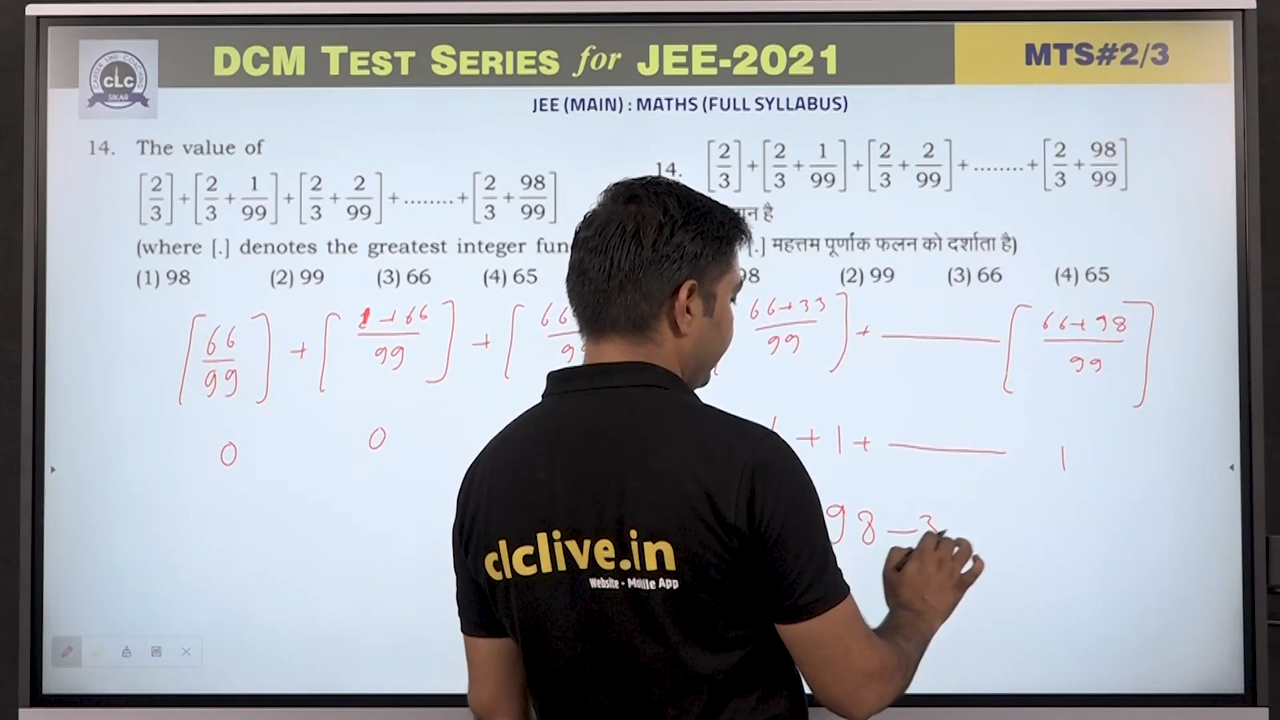 DCM TEST SERIES for JEE-2021
MTS#2/3
CLC
SIKAR
JEE (MAIN) : MATHS (FULL SYLLABUS)
14. The value of
[2/3] + [2/3 + 1/99] + [2/3 + 2/99] + ........ + [2/3 + 98/99]
(where [.] denotes the greatest integer
(1) 98 (2) 99 (3) 66 (4) 65
14. [2/3] + [2/3 + 1/99] + [2/3 + 2/99] + ........ + [2/3 + 98/99]
है
[.] महत्तम पूर्णांक फलन को दर्शाता है)
98 (2) 99 (3) 66 (4) 65
[66/99] + [1+66/99] + [66 66+33/99] + ——— [66+98/99]
0 0 + 1 + ——— 1
98 – 3
clclive.in
Website • Mobile App